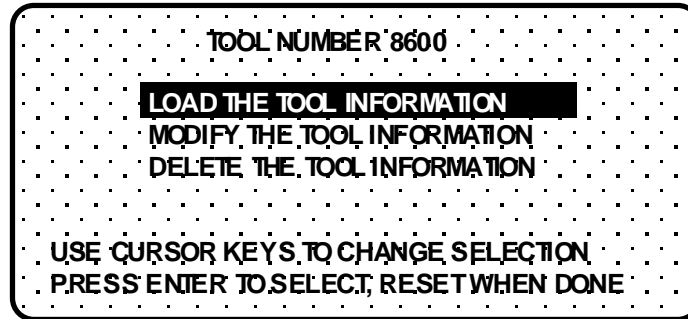 TOOL NUMBER 8600
LOAD THE TOOL INFORMATION
MODIFY THE TOOL INFORMATION
DELETE THE TOOL INFORMATION
USE CURSOR KEYS TO CHANGE SELECTION
PRESS ENTER TO SELECT, RESET WHEN DONE